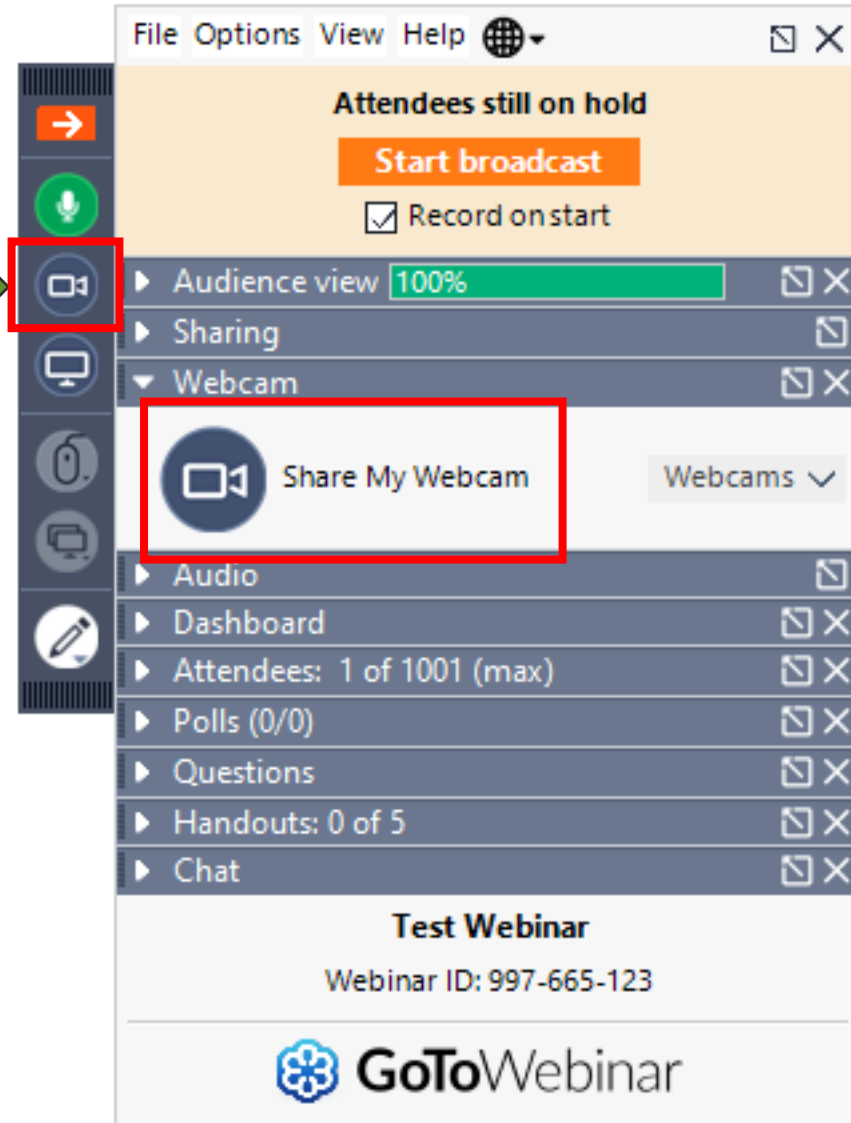 File Options View Help
Attendees still on hold
Start broadcast
Record on start
Audience view 100%
Sharing
Webcam
Share My Webcam Webcams
Audio
Dashboard
Attendees: 1 of 1001 (max)
Polls (0/0)
Questions
Handouts: 0 of 5
Chat
Test Webinar
Webinar ID: 997-665-123
GoToWebinar